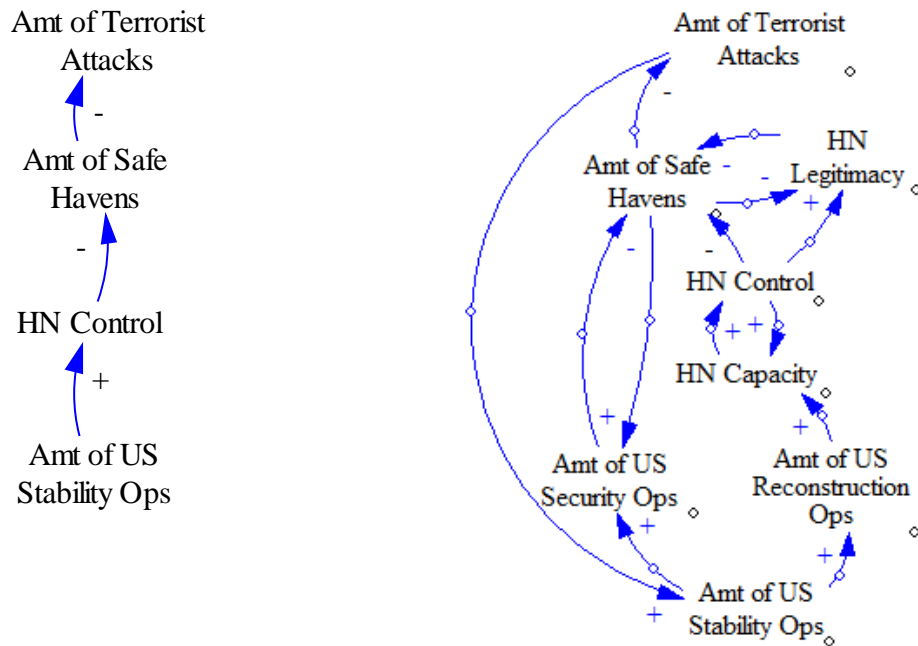 Amt of Terrorist
Attacks
-
Amt of Safe
Havens
-
HN Control
+
Amt of US
Stability Ops
Amt of Terrorist
Attacks
-
HN
Legitimacy
Amt of Safe
Havens
-
-
+
-
-
HN Control
+ +
HN Capacity
+
+
Amt of US
Security Ops
Amt of US
Reconstruction
Ops
+
+
Amt of US
Stability Ops
+